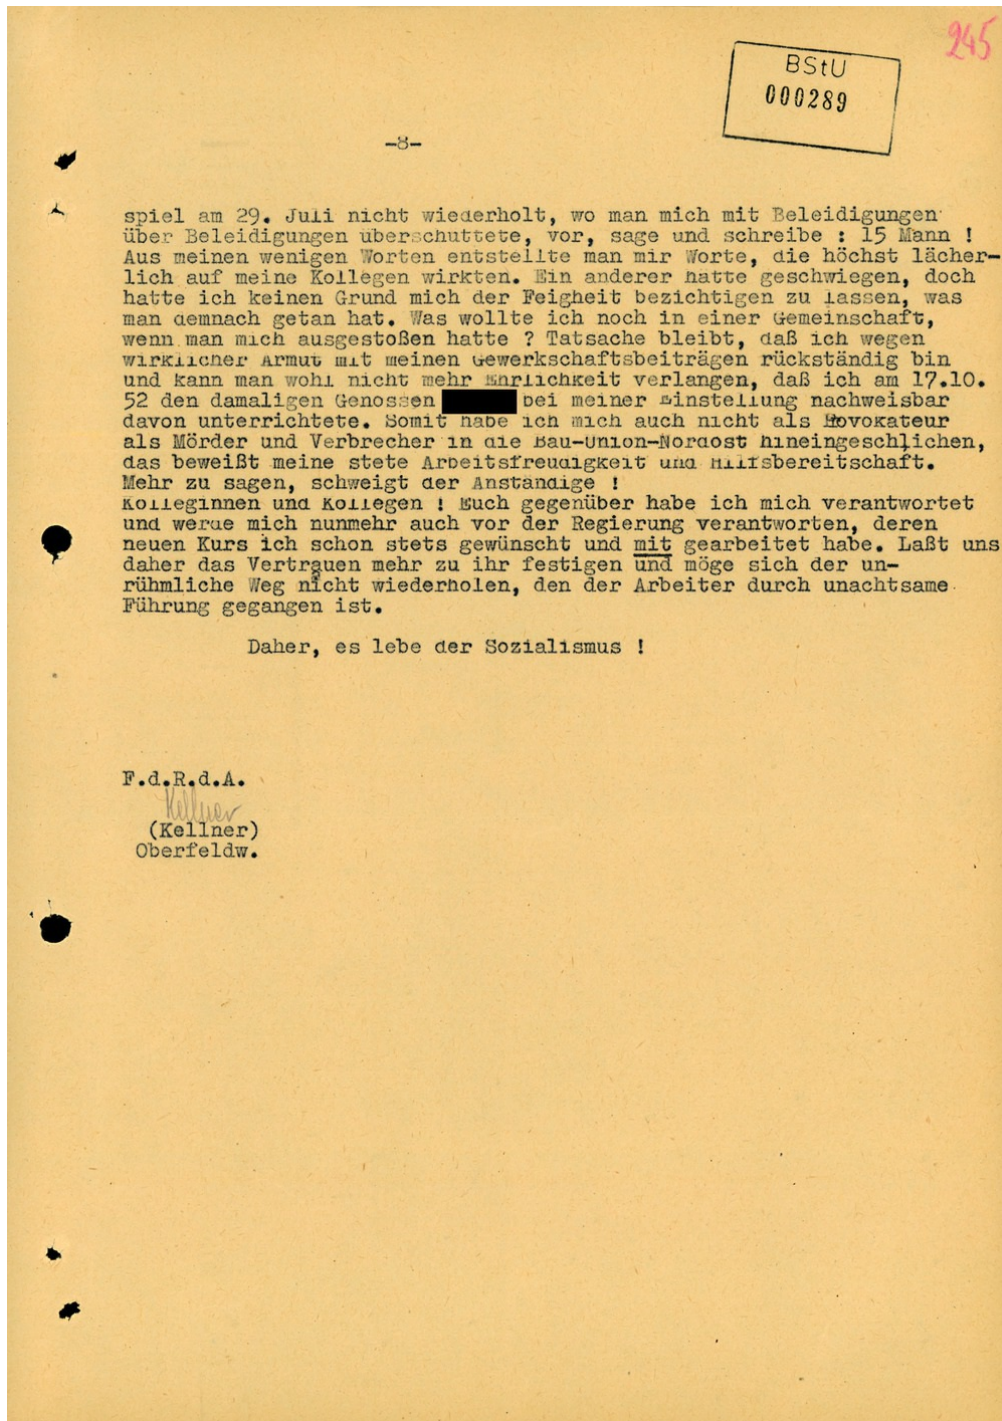 245
BStU
000289
-8-
spiel am 29. Juli nicht wiederholt, wo man mich mit Beleidigungen
über Beleidigungen überschuttete, vor, sage und schreibe : 15 Mann !
Aus meinen wenigen Worten entstellte man mir Worte, die höchst lächer-
lich auf meine Kollegen wirkten. Ein anderer hätte geschwiegen, doch
hatte ich keinen Grund mich der Feigheit bezichtigen zu lassen, was
man demnach getan hat. Was wollte ich noch in einer Gemeinschaft,
wenn man mich ausgestoßen hatte ? Tatsache bleibt, daß ich wegen
wirklicher Armut mit meinen Gewerkschaftsbeiträgen rückständig bin
und kann man wohl nicht mehr Ehrlichkeit verlangen, daß ich am 17.10.
52 den damaligen Genossen bei meiner Einstellung nachweisbar
davon unterrichtete. Somit habe ich mich auch nicht als
als Mörder und Verbrecher in die Bau-Union-Nordost hineingeschlichen,
das beweißt meine stete Arbeitsfreudigkeit und Hilfsbereitschaft.
Mehr zu sagen, schweigt der Anständige !
Kolleginnen und Kollegen ! Euch gegenüber habe ich mich verantwortet
und werde mich nunmehr auch vor der Regierung verantworten, deren
neuen Kurs ich schon stets gewünscht und mit gearbeitet habe. Laßt uns
daher das Vertrauen mehr zu ihr festigen und möge sich der un-
rühmliche Weg nicht wiederholen, den der Arbeiter durch unachtsame
Führung gegangen ist.
Daher, es lebe der Sozialismus !
F.d.R.d.A.
Kellner
(Kellner)
Oberfeldw.